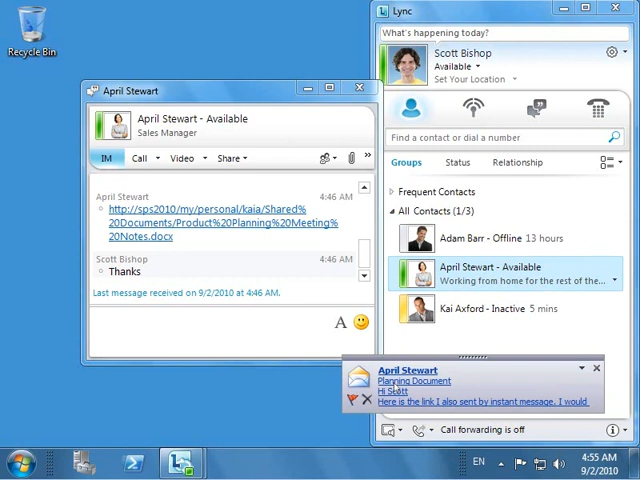 Recycle Bin
April Stewart
April Stewart - Available
Sales Manager
IM Call Video Share
April Stewart 4:46 AM
http://sps2010/my/personal/kaia/Shared%
20Documents/Product%20Planning%20Meeting%
20Notes.docx
Scott Bishop 4:46 AM
Thanks
Last message received on 9/2/2010 at 4:46 AM.
A
Lync
What's happening today?
Scott Bishop
Available
Set Your Location
Find a contact or dial a number
Groups Status Relationship
Frequent Contacts
All Contacts (1/3)
Adam Barr - Offline 13 hours
April Stewart - Available
Working from home for the rest of the...
Kai Axford - Inactive 5 mins
April Stewart
Planning Document
Hi Scott
Here is the link I also sent by instant message. I would
Call forwarding is off
EN
4:55 AM
9/2/2010